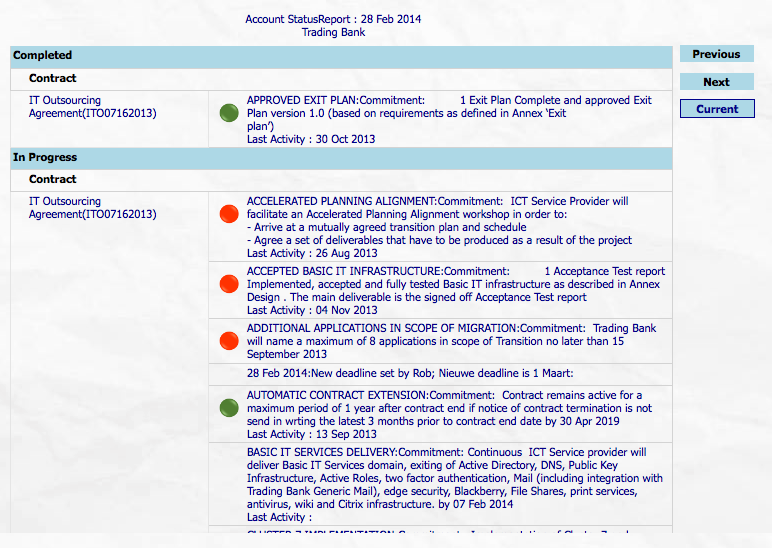 Account StatusReport : 28 Feb 2014
Trading Bank
Completed
Previous
Contract
Next
IT Outsourcing
Agreement(ITO07162013)
APPROVED EXIT PLAN:Commitment: 1 Exit Plan Complete and approved Exit
Plan version 1.0 (based on requirements as defined in Annex ‘Exit
plan’)
Last Activity : 30 Oct 2013
Current
In Progress
Contract
IT Outsourcing
Agreement(ITO07162013)
ACCELERATED PLANNING ALIGNMENT:Commitment: ICT Service Provider will
facilitate an Accelerated Planning Alignment workshop in order to:
- Arrive at a mutually agreed transition plan and schedule
- Agree a set of deliverables that have to be produced as a result of the project
Last Activity : 26 Aug 2013
ACCEPTED BASIC IT INFRASTRUCTURE:Commitment: 1 Acceptance Test report
Implemented, accepted and fully tested Basic IT infrastructure as described in Annex
Design . The main deliverable is the signed off Acceptance Test report
Last Activity : 04 Nov 2013
ADDITIONAL APPLICATIONS IN SCOPE OF MIGRATION:Commitment: Trading Bank
will name a maximum of 8 applications in scope of Transition no later than 15
September 2013
28 Feb 2014:New deadline set by Rob; Nieuwe deadline is 1 Maart:
AUTOMATIC CONTRACT EXTENSION:Commitment: Contract remains active for a
maximum period of 1 year after contract end if notice of contract termination is not
send in wrting the latest 3 months prior to contract end date by 30 Apr 2019
Last Activity : 13 Sep 2013
BASIC IT SERVICES DELIVERY:Commitment: Continuous ICT Service provider will
deliver Basic IT Services domain, exiting of Active Directory, DNS, Public Key
Infrastructure, Active Roles, two factor authentication, Mail (including integration with
Trading Bank Generic Mail), edge security, Blackberry, File Shares, print services,
antivirus, wiki and Citrix infrastructure. by 07 Feb 2014
Last Activity :